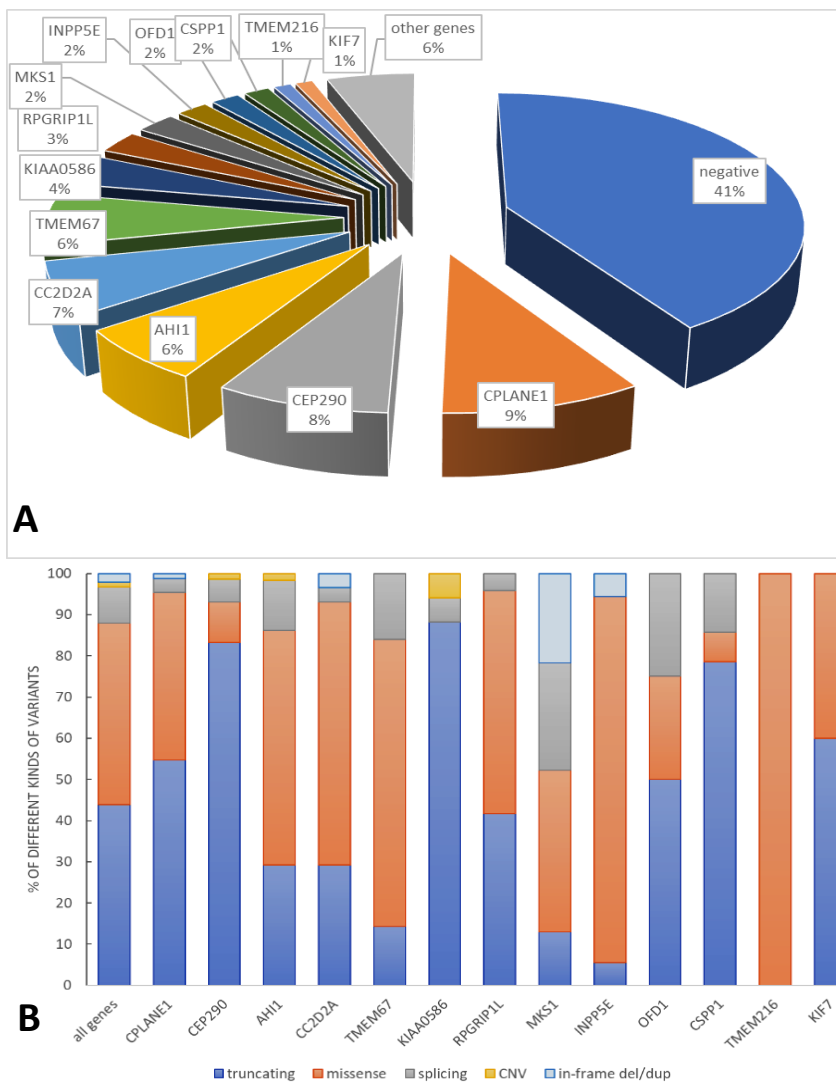 INPP5E
2%
OFD1
2%
CSPP1
2%
TMEM216
1%
KIF7
1%
other genes
6%
MKS1
2%
RPGRIP1L
3%
KIAA0586
4%
TMEM67
6%
CC2D2A
7%
AHI1
6%
CEP290
8%
CPLANE1
9%
negative
41%
A
% OF DIFFERENT KINDS OF VARIANTS
100
90
80
70
60
50
40
30
20
10
0
all genes
CPLANE1
CEP290
AHI1
CC2D2A
TMEM67
KIAA0586
RPGRIP1L
MKS1
INPP5E
OFD1
CSPP1
TMEM216
KIF7
B
truncating missense splicing CNV in-frame del/dup